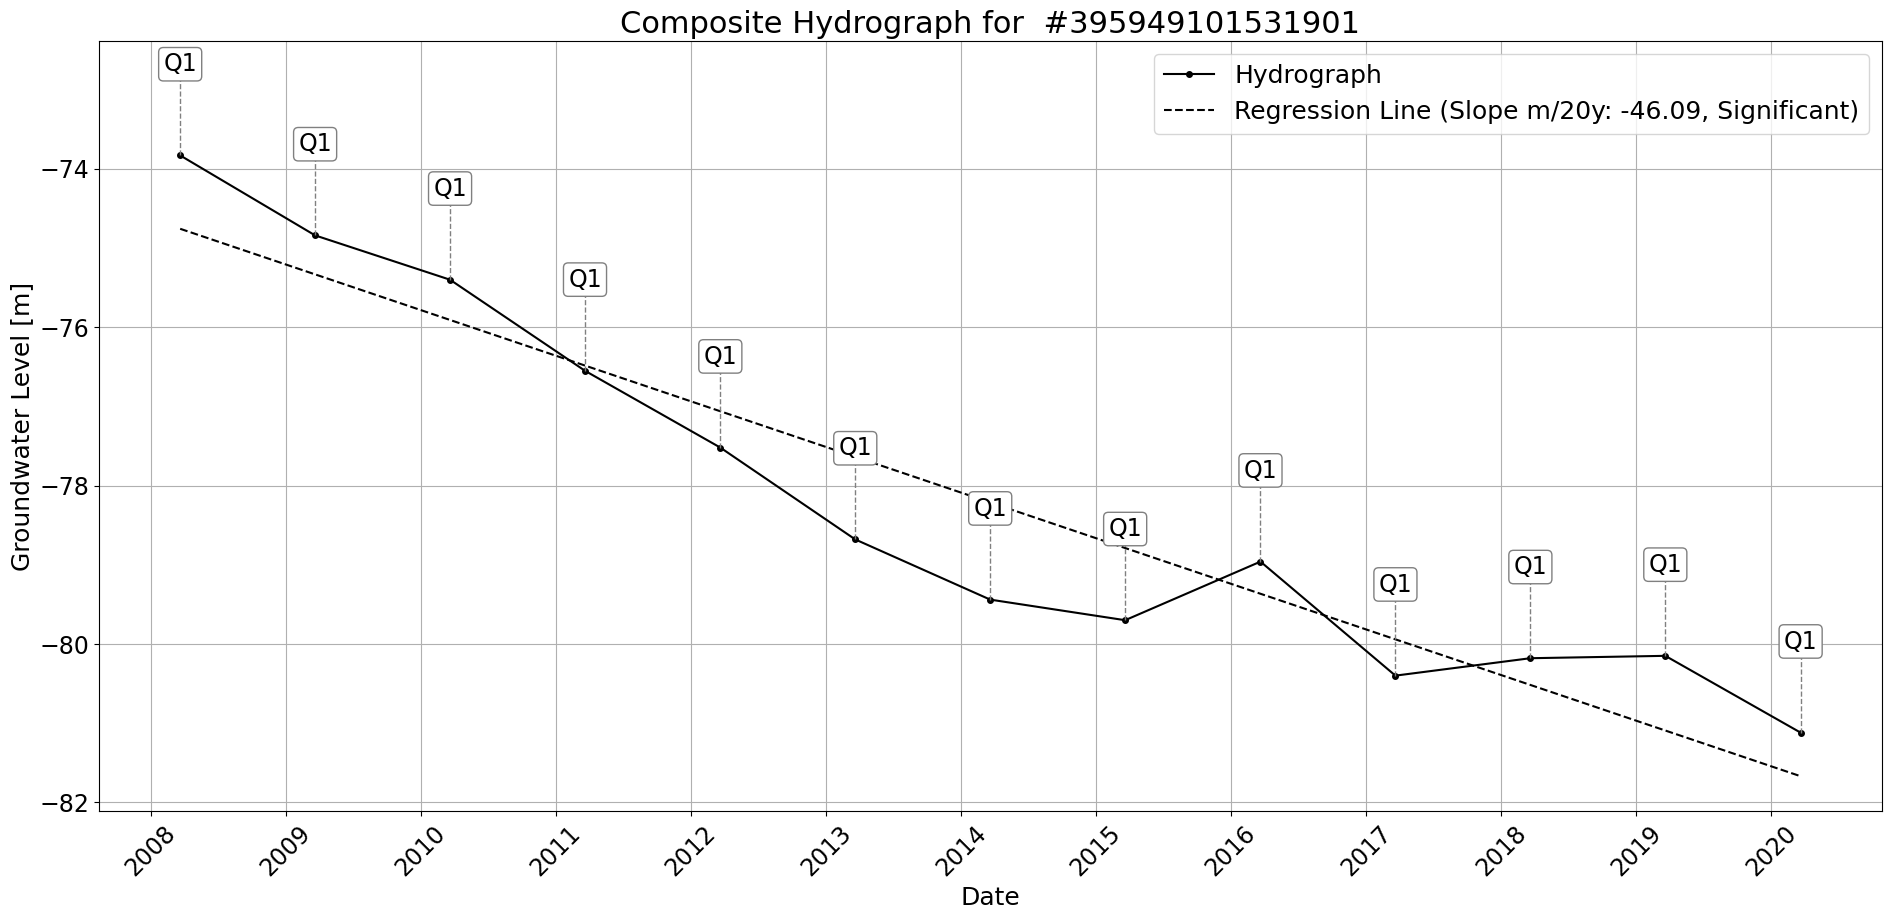 Composite Hydrograph for  #395949101531901
Hydrograph
Regression Line (Slope m/20y: -46.09, Significant)
Q1
Q1
Q1
Q1
Q1
Q1
Q1
Q1
Q1
Q1
Q1
Q1
Q1
Groundwater Level [m]
−74
−76
−78
−80
−82
2008
2009
2010
2011
2012
2013
2014
2015
2016
2017
2018
2019
2020
Date